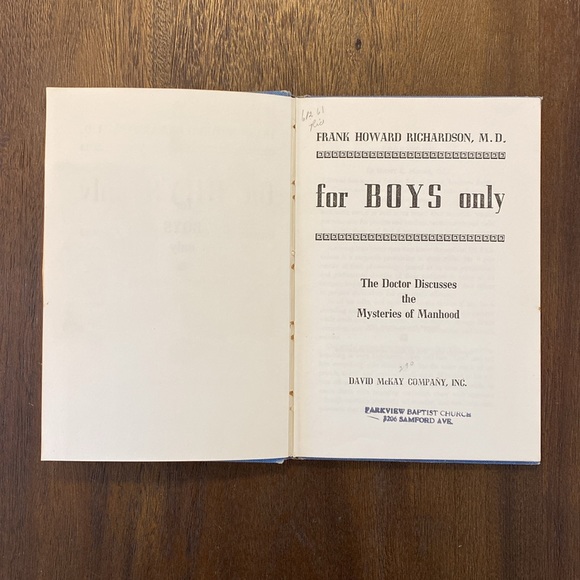 FRANK HOWARD RICHARDSON, M.D.
for BOYS only
The Doctor Discusses
the
Mysteries of Manhood
DAVID McKAY COMPANY, INC.
PARKVIEW BAPTIST CHURCH
3206 SAMFORD AVE.